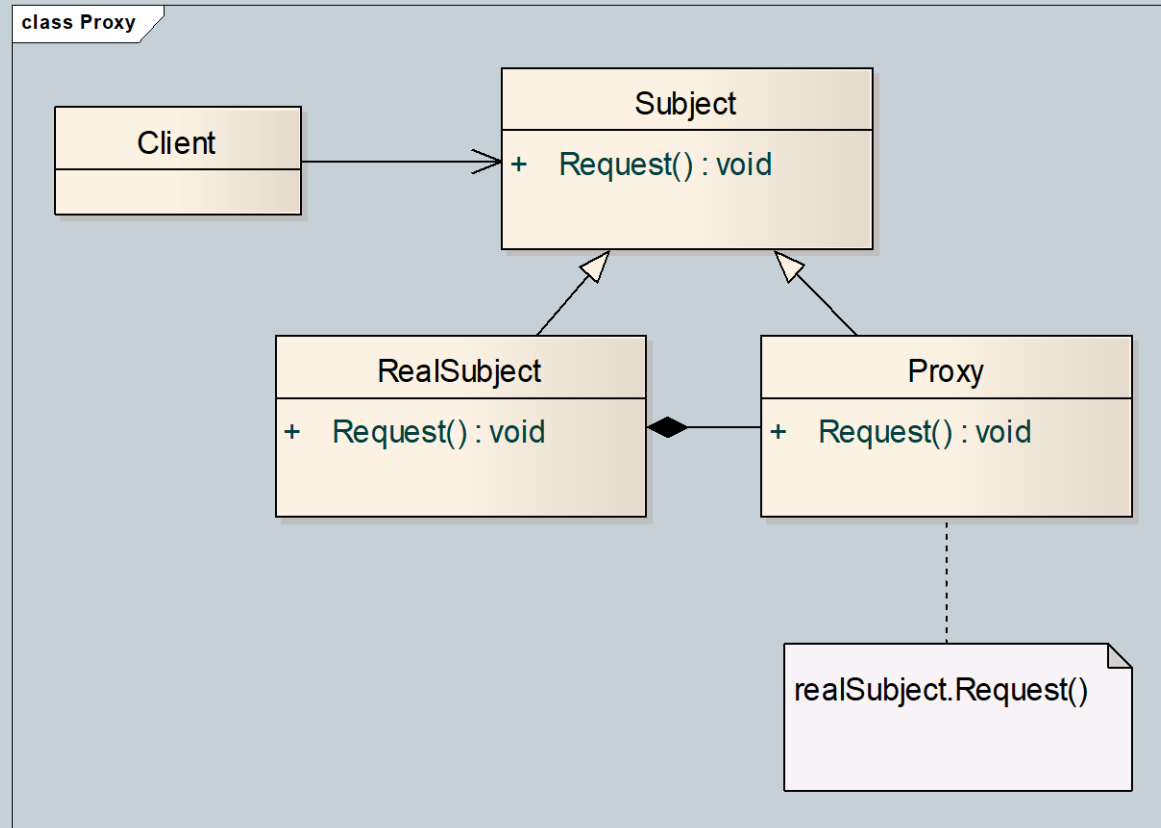 class Proxy
Client
Subject
+ Request() : void
RealSubject
+ Request() : void
Proxy
+ Request() : void
realSubject.Request()